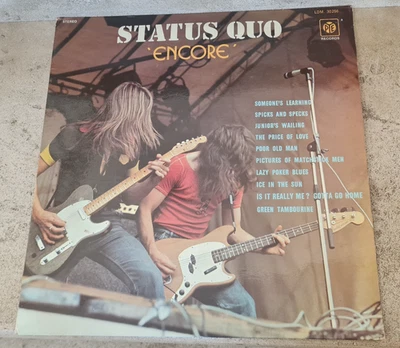 STEREO
STATUS QUO
'ENCORE'
PYE
RECORDS
SOMEONE'S LEARNING
SPICKS AND SPECKS
JUNIOR'S WAILING
THE PRICE OF LOVE
POOR OLD MAN
PICTURES OF MATCHSTICK MEN
LAZY POKER BLUES
ICE IN THE SUN
IS IT REALLY ME? GOTTA GO HOME
GREEN TAMBOURINE